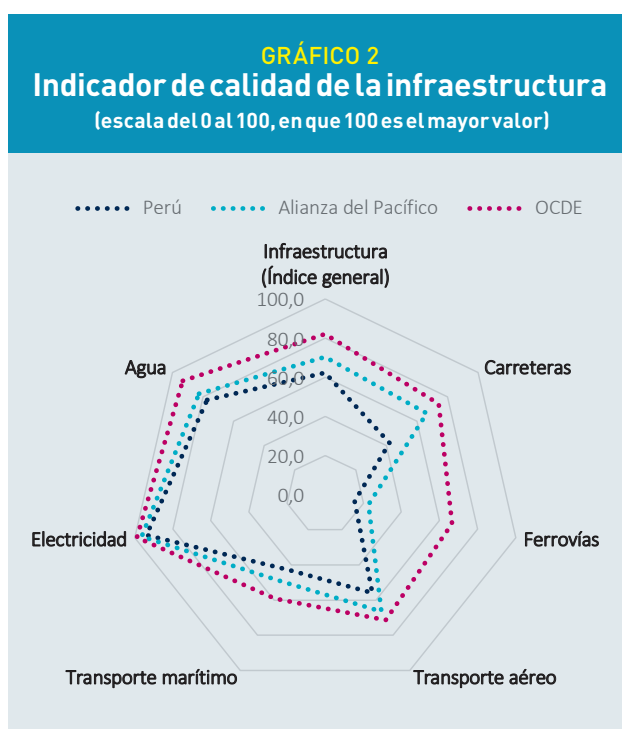 GRÁFICO 2
Indicador de calidad de la infraestructura
(escala del 0 al 100, en que 100 es el mayor valor)
Perú Alianza del Pacífico OCDE
Infraestructura
(Índice general)
100,0
80,0
60,0
40,0
20,0
0,0
Agua
Carreteras
Electricidad
Ferrovías
Transporte marítimo
Transporte aéreo